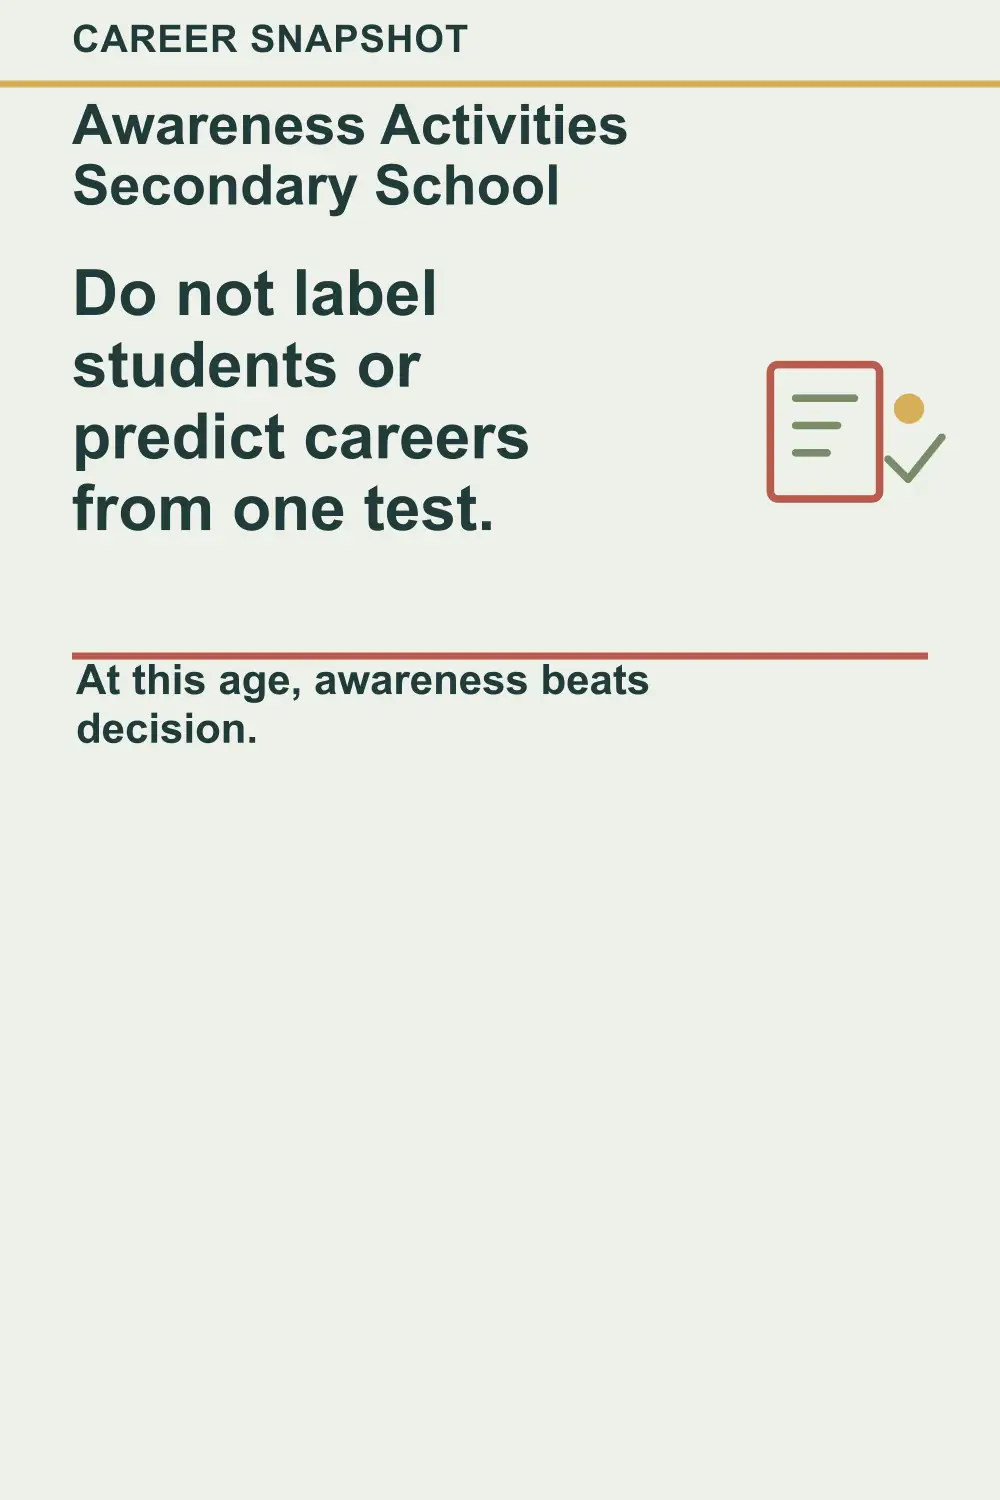 CAREER SNAPSHOT
Awareness Activities
Secondary School
Do not label
students or
predict careers
from one test.
At this age, awareness beats
decision.